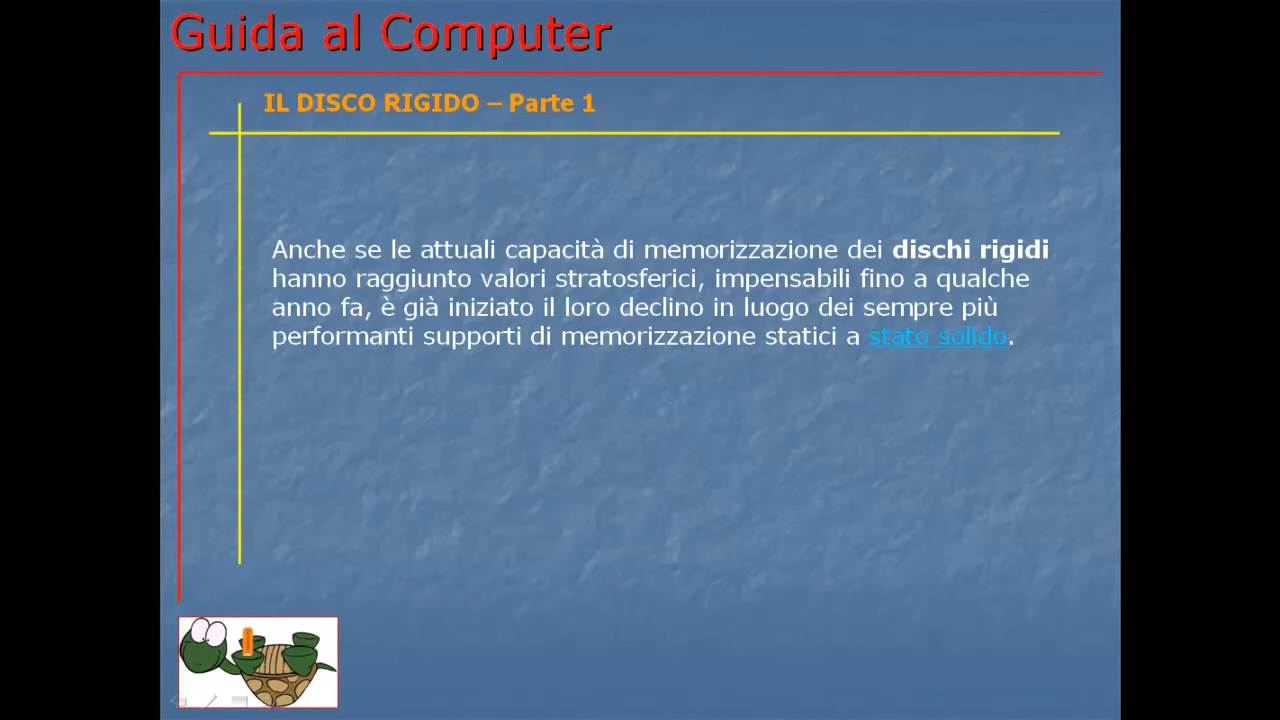 Guida al Computer
IL DISCO RIGIDO – Parte 1
Anche se le attuali capacità di memorizzazione dei dischi rigidi
hanno raggiunto valori stratosferici, impensabili fino a qualche
anno fa, è già iniziato il loro declino in luogo dei sempre più
performanti supporti di memorizzazione statici a stato solido.